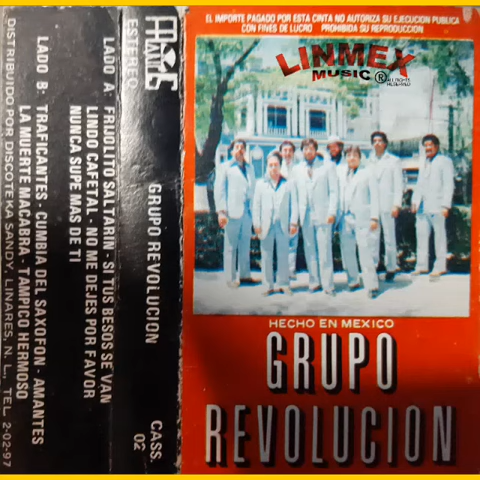 EL IMPORTE PAGADO POR ESTA CINTA NO AUTORIZA SU EJECUCION PUBLICA
CON FINES DE LUCRO PROHIBIDA SU REPRODUCCION
LINMEX
MUSIC ®
ALL RIGHTS
RESERVED
HECHO EN MEXICO
GRUPO
REVOLUCION
ESTEREO
GRUPO REVOLUCION
CASS.
02
LADO A: FRIJOLITO SALTARIN - SI TUS BESOS SE VAN
LINDO CAFETAL - NO ME DEJES POR FAVOR
NUNCA SUPE MAS DE TI
LADO B: TRAFICANTES - CUMBIA DEL SAXOFON - AMANTES
LA MUERTE MACABRA - TAMPICO HERMOSO
DISTRIBUIDO POR DISCOTEKA SANDY, LINARES, N. L., TEL 2-02-97